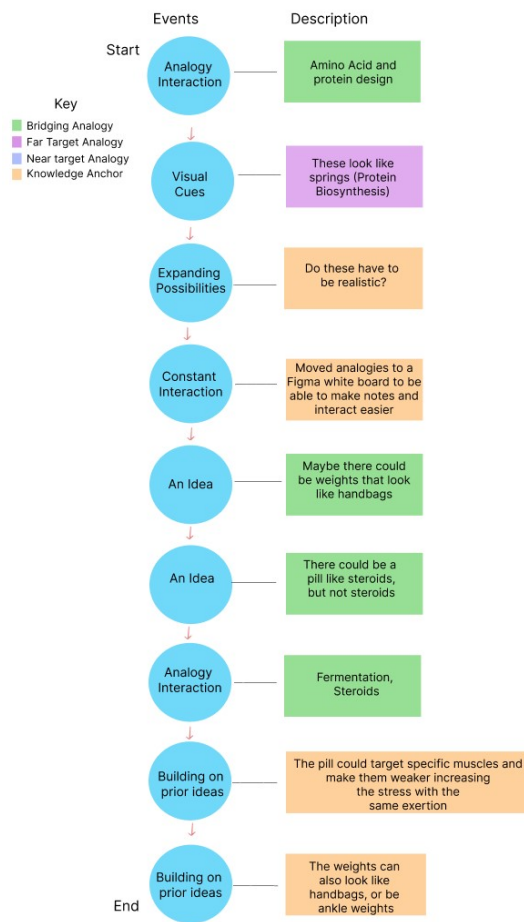 Events
Description
Start
Analogy
Interaction
Amino Acid and
protein design
Key
Bridging Analogy
Far Target Analogy
Near target Analogy
Knowledge Anchor
Visual
Cues
These look like
springs (Protein
Biosynthesis)
Expanding
Possibilities
Do these have to
be realistic?
Constant
Interaction
Moved analogies to a
Figma white board to be
able to make notes and
interact easier
An Idea
Maybe there could
be weights that look
like handbags
An Idea
There could be a
pill like steroids,
but not steroids
Analogy
Interaction
Fermentation,
Steroids
Building on
prior ideas
The pill could target specific muscles and
make them weaker increasing
the stress with the
same exertion
Building on
prior ideas
The weights can
also look like
handbags, or be
ankle weights
End